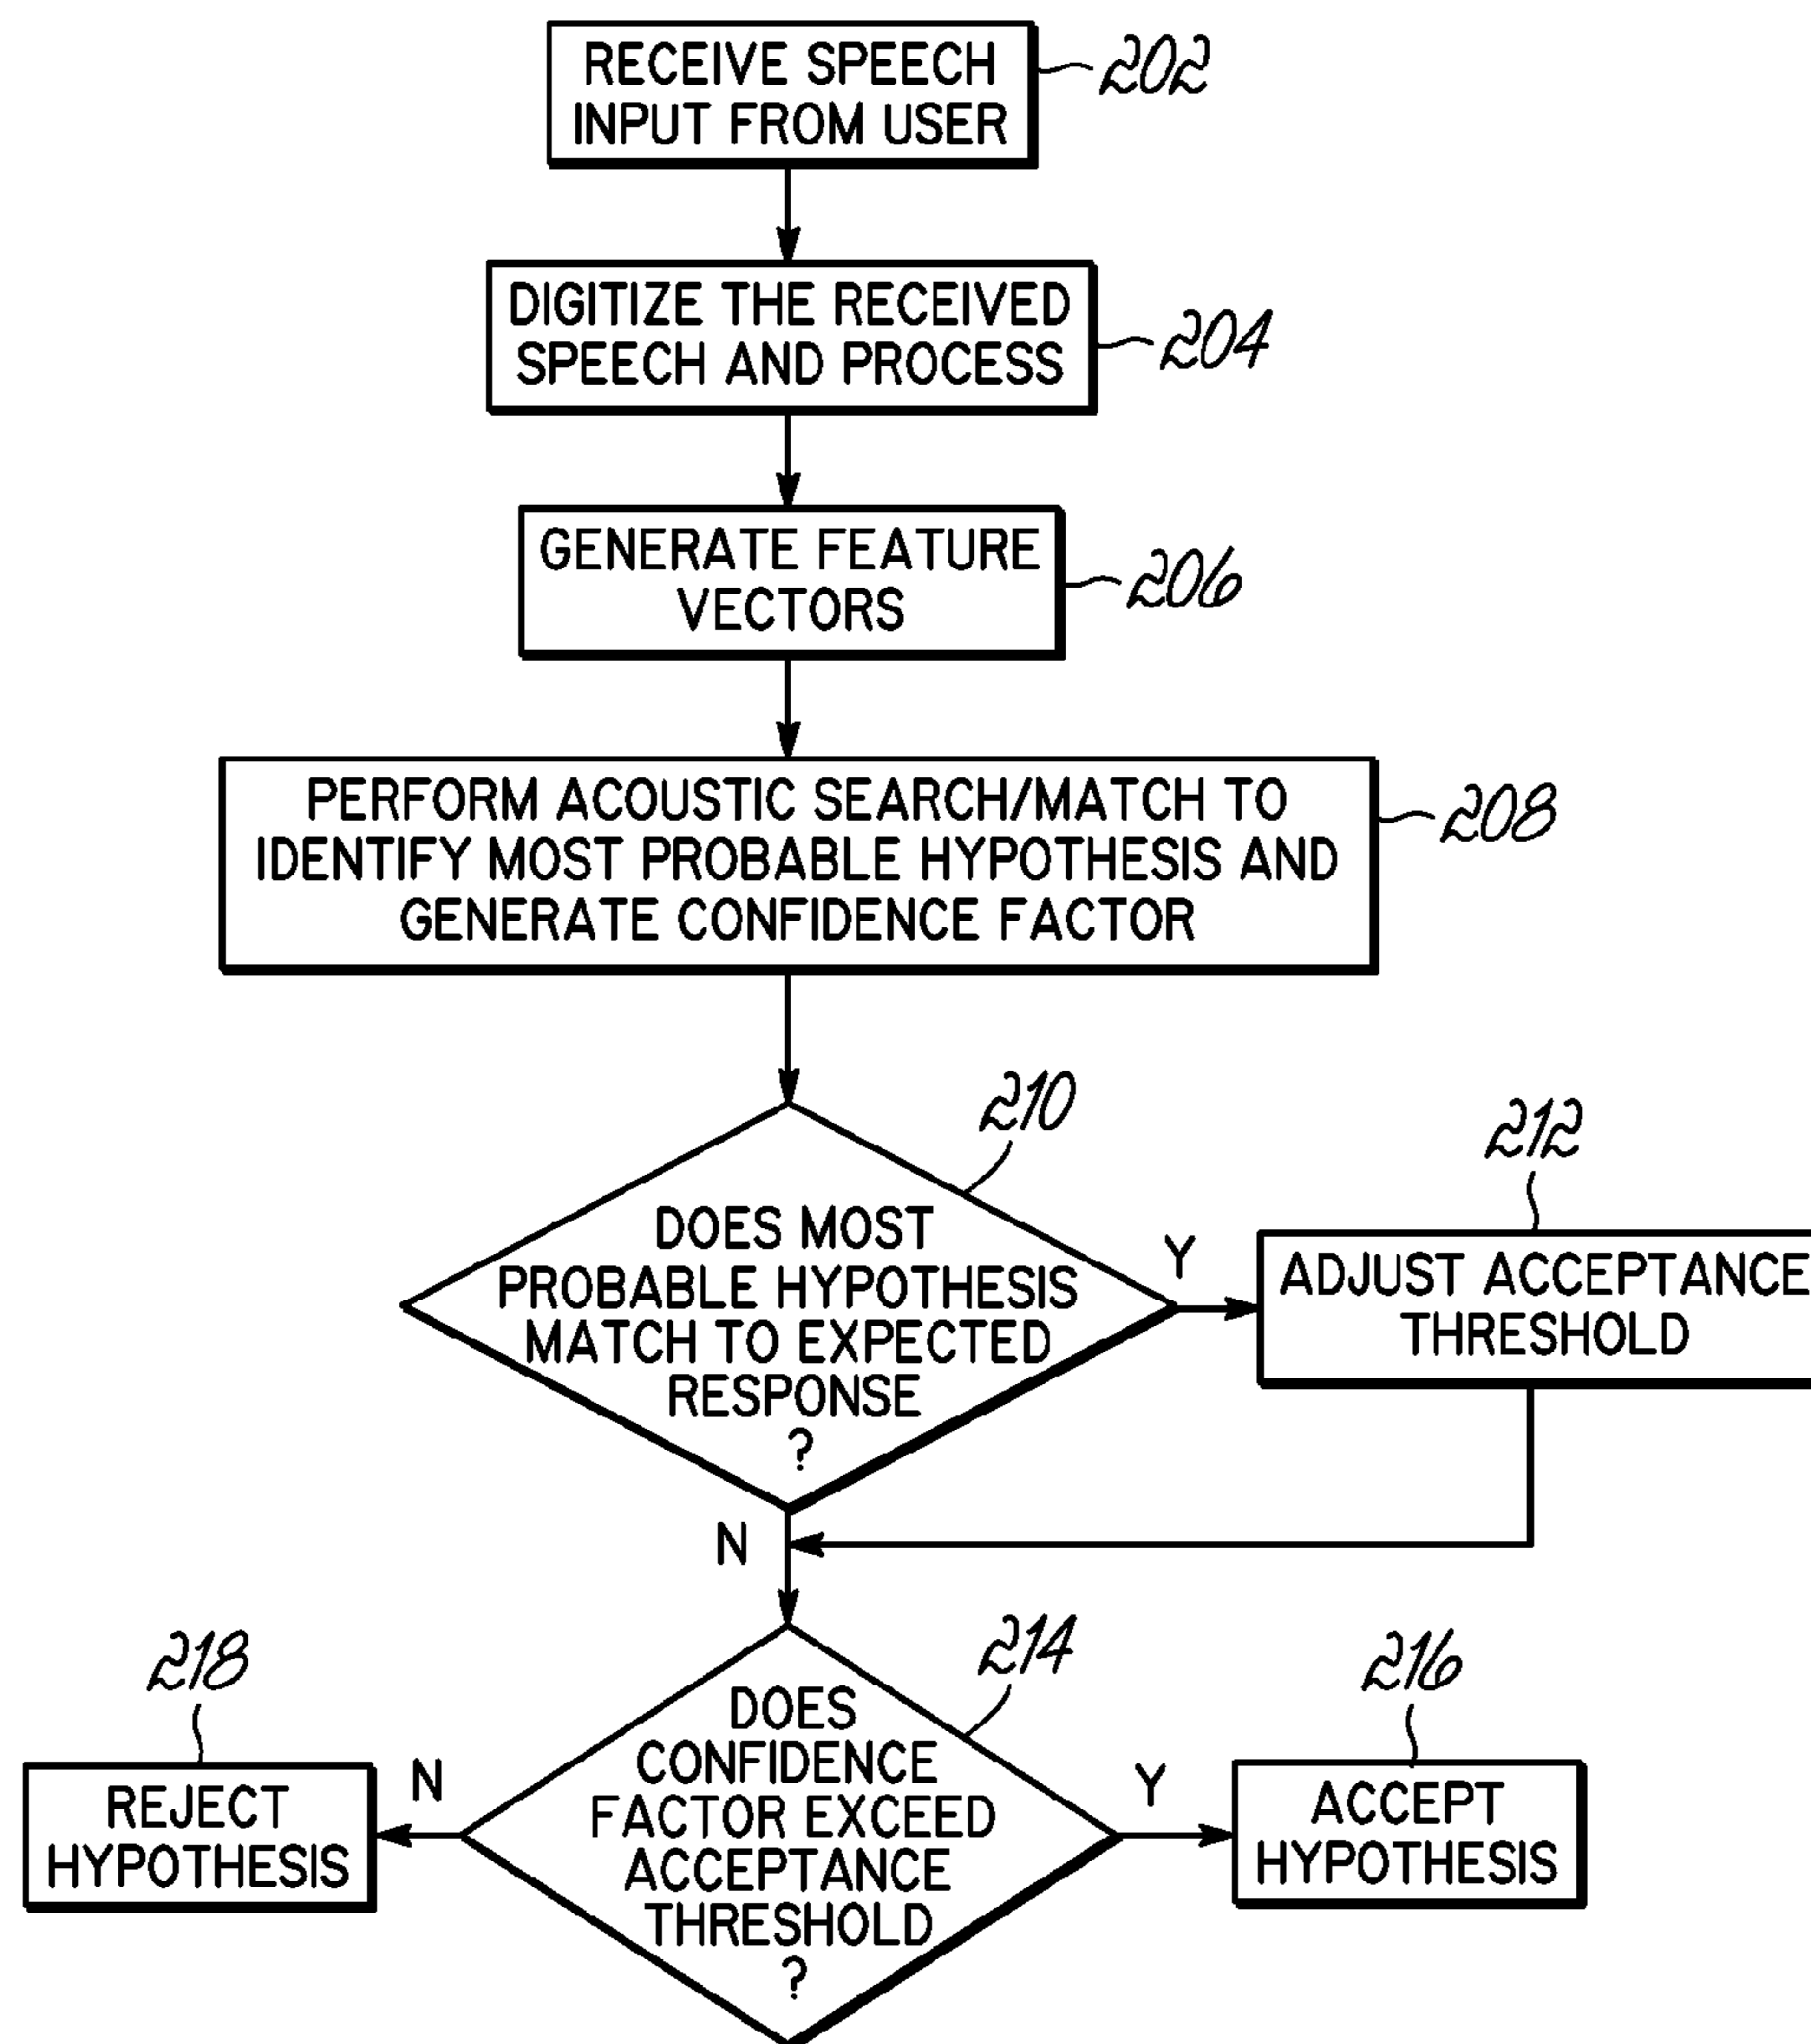 RECEIVE SPEECH
INPUT FROM USER
202
DIGITIZE THE RECEIVED
SPEECH AND PROCESS
204
GENERATE FEATURE
VECTORS
206
PERFORM ACOUSTIC SEARCH/MATCH TO
IDENTIFY MOST PROBABLE HYPOTHESIS AND
GENERATE CONFIDENCE FACTOR
208
210
DOES MOST
PROBABLE HYPOTHESIS
MATCH TO EXPECTED
RESPONSE
?
Y
212
ADJUST ACCEPTANCE
THRESHOLD
N
214
DOES
CONFIDENCE
FACTOR EXCEED
ACCEPTANCE
THRESHOLD
?
N
218
REJECT
HYPOTHESIS
Y
216
ACCEPT
HYPOTHESIS